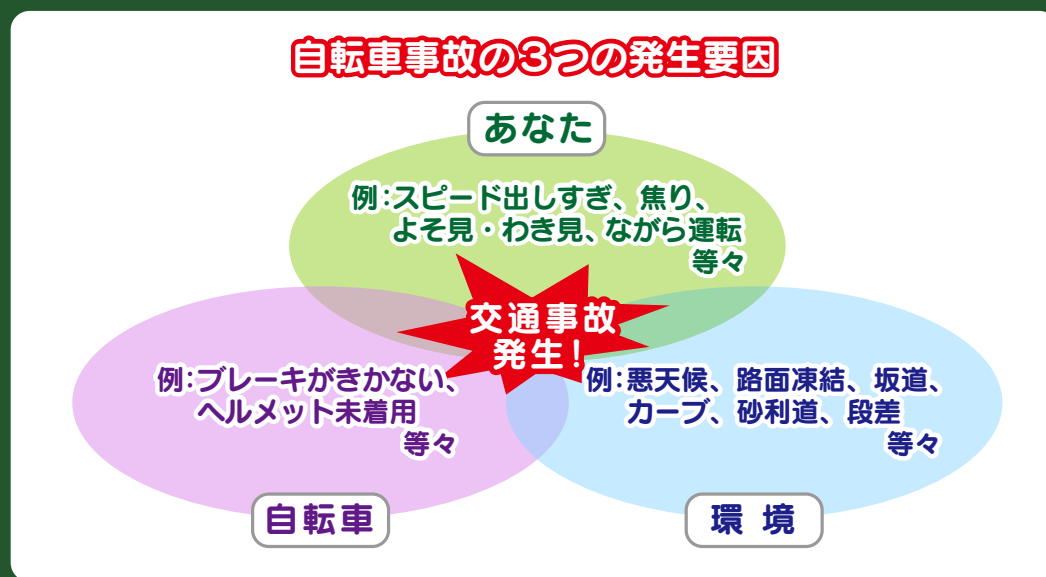 自転車事故の3つの発生要因
あなた
例:スピード出しすぎ、焦り、
よそ見・わき見、ながら運転
等々
交通事故
発生!
例:ブレーキがきかない、
ヘルメット未着用
等々
自転車
例:悪天候、路面凍結、坂道、
カーブ、砂利道、段差
等々
環境